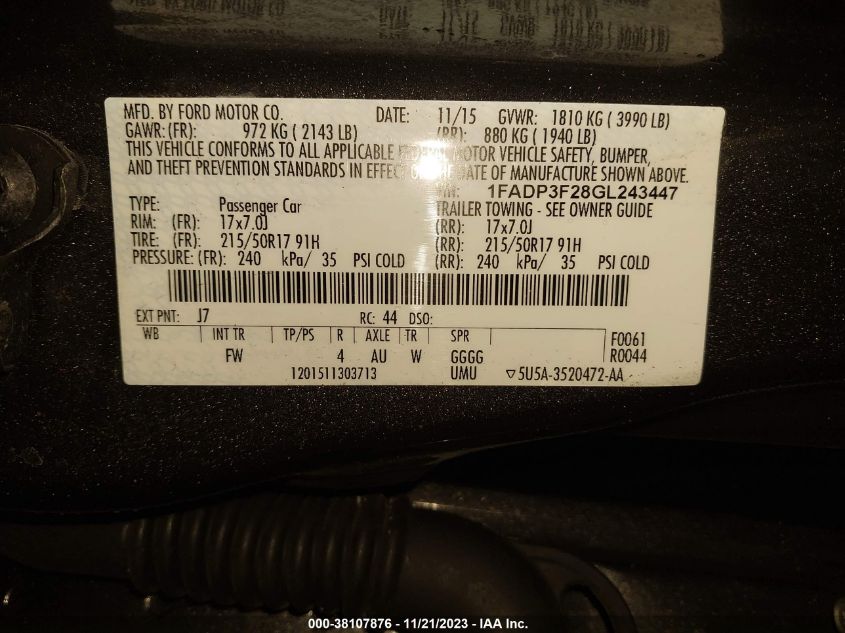 MFD. BY FORD MOTOR CO. DATE: 11/15 GVWR: 1810 KG ( 3990 LB)
GAWR: (FR): 972 KG ( 2143 LB) (RR): 880 KG ( 1940 LB)
THIS VEHICLE CONFORMS TO ALL APPLICABLE MOTOR VEHICLE SAFETY, BUMPER,
AND THEFT PREVENTION STANDARDS IN EFFECT DATE OF MANUFACTURE SHOWN ABOVE.
1FADP3F28GL243447
TYPE: Passenger Car TRAILER TOWING - SEE OWNER GUIDE
RIM: (FR): 17x7.0J (RR): 17x7.0J
TIRE: (FR): 215/50R17 91H (RR): 215/50R17 91H
PRESSURE: (FR): 240 kPa/ 35 PSI COLD (RR): 240 kPa/ 35 PSI COLD
EXT PNT: J7 RC: 44 DSO:
WB INT TR TP/PS R AXLE TR SPR F0061
FW 4 AU W GGGG R0044
1201511303713 UMU ▽5U5A-3520472-AA
000-38107876 - 11/21/2023 - IAA Inc.